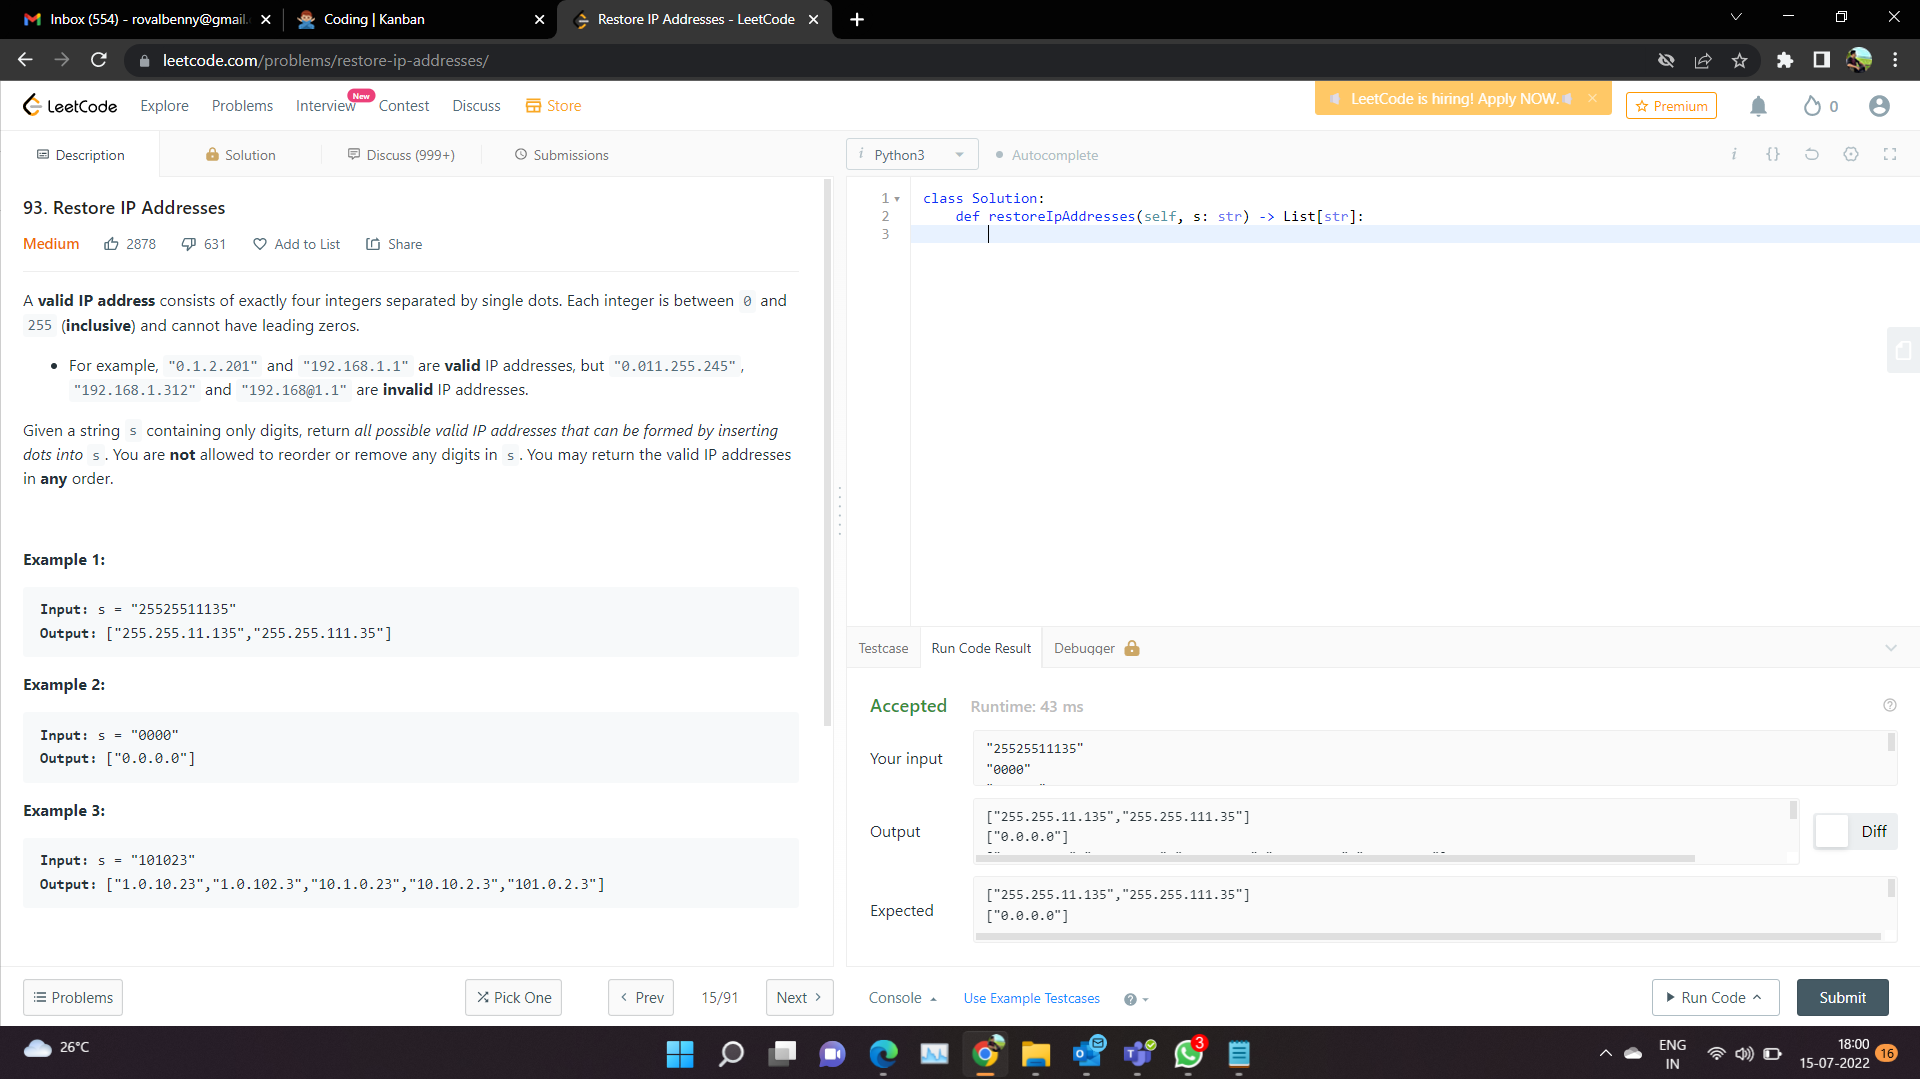 Inbox (554) - rovalbenny@gmail.
Coding | Kanban
Restore IP Addresses - LeetCode
leetcode.com/problems/restore-ip-addresses/
LeetCode
Explore
Problems
Interview
New
Contest
Discuss
Store
LeetCode is hiring! Apply NOW.
Premium
0
Description
Solution
Discuss (999+)
Submissions
i Python3
Autocomplete
i {}
93. Restore IP Addresses
Medium 2878 631 Add to List Share
A valid IP address consists of exactly four integers separated by single dots. Each integer is between 0 and
255 (inclusive) and cannot have leading zeros.
• For example, "0.1.2.201" and "192.168.1.1" are valid IP addresses, but "0.011.255.245",
"192.168.1.312" and "192.168@1.1" are invalid IP addresses.
Given a string s containing only digits, return all possible valid IP addresses that can be formed by inserting
dots into s. You are not allowed to reorder or remove any digits in s. You may return the valid IP addresses
in any order.
Example 1:
Input: s = "25525511135"
Output: ["255.255.11.135","255.255.111.35"]
Example 2:
Input: s = "0000"
Output: ["0.0.0.0"]
Example 3:
Input: s = "101023"
Output: ["1.0.10.23","1.0.102.3","10.1.0.23","10.10.2.3","101.0.2.3"]
1 class Solution:
2 def restoreIpAddresses(self, s: str) -> List[str]:
3
Testcase
Run Code Result
Debugger
Accepted Runtime: 43 ms
Your input
"25525511135"
"0000"
Output
["255.255.11.135","255.255.111.35"]
["0.0.0.0"]
Diff
Expected
["255.255.11.135","255.255.111.35"]
["0.0.0.0"]
Problems
Pick One
Prev
15/91
Next
Console
Use Example Testcases
Run Code
Submit
26°C
3
ENG
IN
18:00
15-07-2022
16